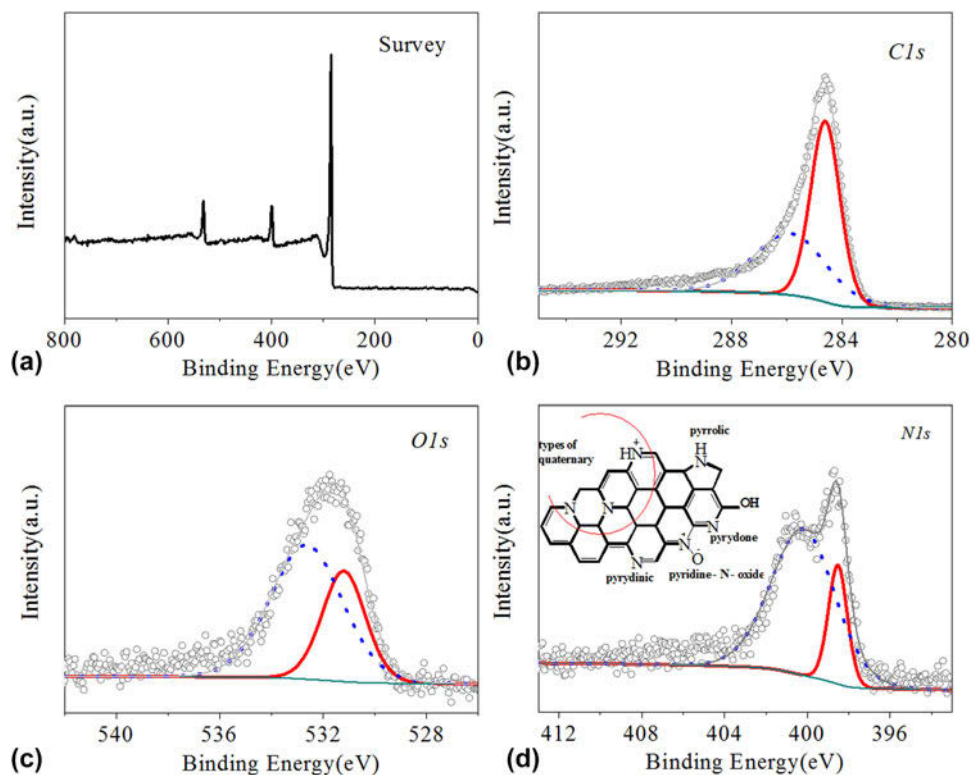 Survey
Intensity(a.u.)
800 600 400 200 0
Binding Energy(eV)
(a)
C1s
Intensity(a.u.)
292 288 284 280
Binding Energy(eV)
(b)
O1s
Intensity(a.u.)
540 536 532 528
Binding Energy(eV)
(c)
N1s
types of
quaternary
pyrrolic
H
N
HN
+
N
N
OH
N
pyrydone
N
O
N
pyrydinic
pyridine- N- oxide
Intensity(a.u.)
412 408 404 400 396
Binding Energy(eV)
(d)